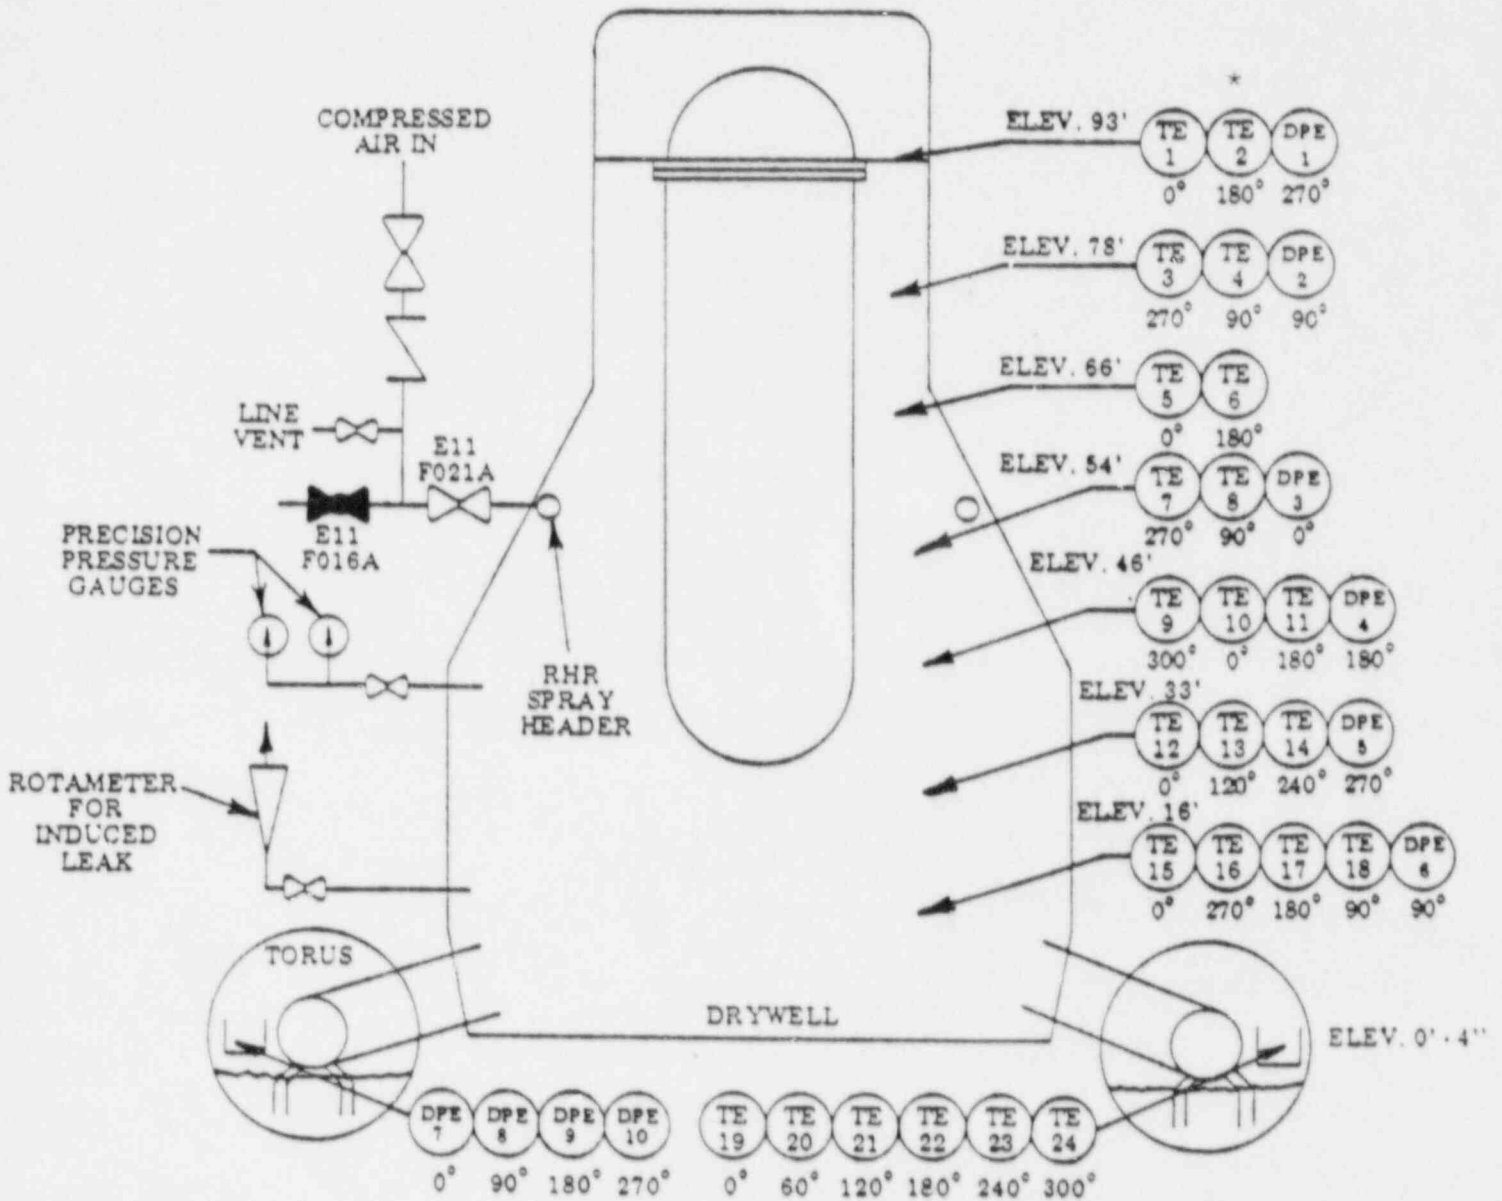 *
COMPRESSED
AIR IN
ELEV. 93'
TE 1 TE 2 DPE 1
0° 180° 270°
ELEV. 78'
TE 3 TE 4 DPE 2
270° 90° 90°
ELEV. 66'
TE 5 TE 6
0° 180°
LINE
VENT
E11
F021A
ELEV. 54'
TE 7 TE 8 DPE 3
270° 90° 0°
E11
F016A
PRECISION
PRESSURE
GAUGES
ELEV. 46'
TE 9 TE 10 TE 11 DPE 4
300° 0° 180° 180°
RHR
SPRAY
HEADER
ELEV. 33'
TE 12 TE 13 TE 14 DPE 5
0° 120° 240° 270°
ROTAMETER
FOR
INDUCED
LEAK
ELEV. 16'
TE 15 TE 16 TE 17 TE 18 DPE 6
0° 270° 180° 90° 90°
TORUS
DRYWELL
ELEV. 0'-4"
DPE 7 DPE 8 DPE 9 DPE 10
0° 90° 180° 270°
TE 19 TE 20 TE 21 TE 22 TE 23 TE 24
0° 60° 120° 180° 240° 300°